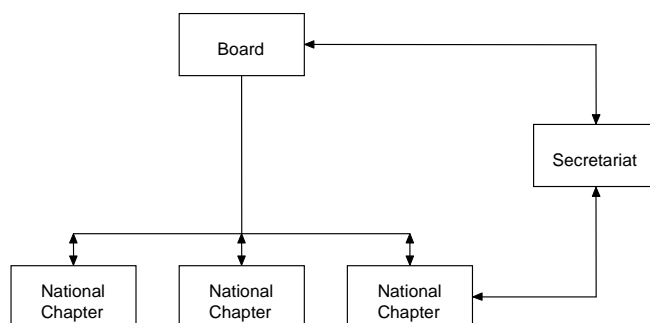 Board
Secretariat
National
Chapter
National
Chapter
National
Chapter